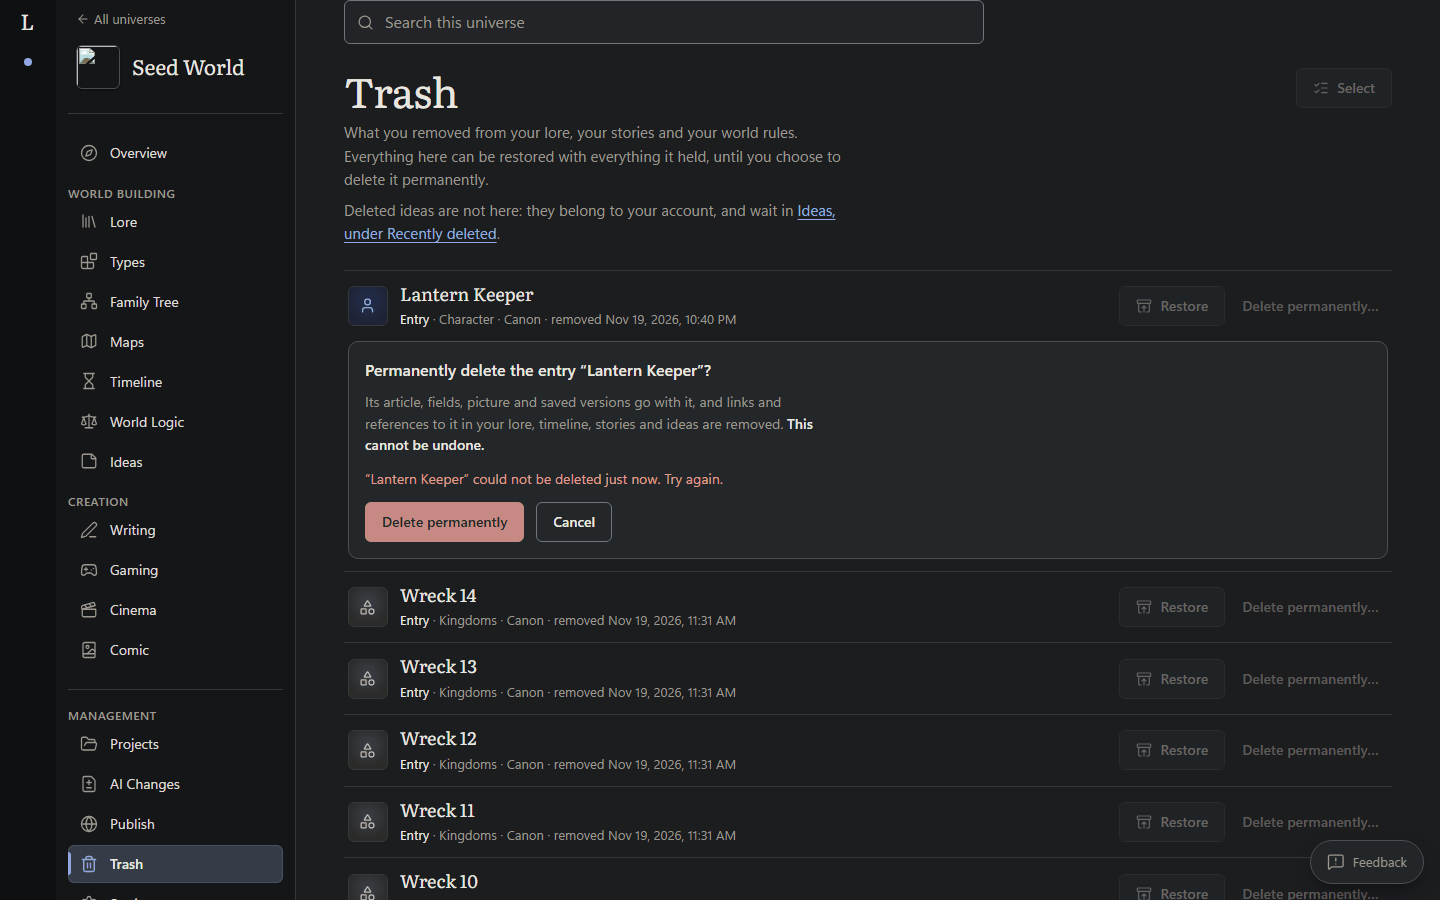 L
All universes
Seed World
Overview
WORLD BUILDING
Lore
Types
Family Tree
Maps
Timeline
World Logic
Ideas
CREATION
Writing
Gaming
Cinema
Comic
MANAGEMENT
Projects
AI Changes
Publish
Trash
Search this universe
Trash
Select
What you removed from your lore, your stories and your world rules.
Everything here can be restored with everything it held, until you choose to
delete it permanently.
Deleted ideas are not here: they belong to your account, and wait in Ideas,
under Recently deleted.
Lantern Keeper
Entry · Character · Canon · removed Nov 19, 2026, 10:40 PM
Restore
Delete permanently...
Permanently delete the entry “Lantern Keeper”?
Its article, fields, picture and saved versions go with it, and links and
references to it in your lore, timeline, stories and ideas are removed. This
cannot be undone.
“Lantern Keeper” could not be deleted just now. Try again.
Delete permanently
Cancel
Wreck 14
Entry · Kingdoms · Canon · removed Nov 19, 2026, 11:31 AM
Restore
Delete permanently...
Wreck 13
Entry · Kingdoms · Canon · removed Nov 19, 2026, 11:31 AM
Restore
Delete permanently...
Wreck 12
Entry · Kingdoms · Canon · removed Nov 19, 2026, 11:31 AM
Restore
Delete permanently...
Wreck 11
Entry · Kingdoms · Canon · removed Nov 19, 2026, 11:31 AM
Restore
Delete permanently...
Wreck 10
Entry · Kingdoms · Canon · removed Nov 19, 2026, 11:31 AM
Restore
Delete permanently...
Feedback